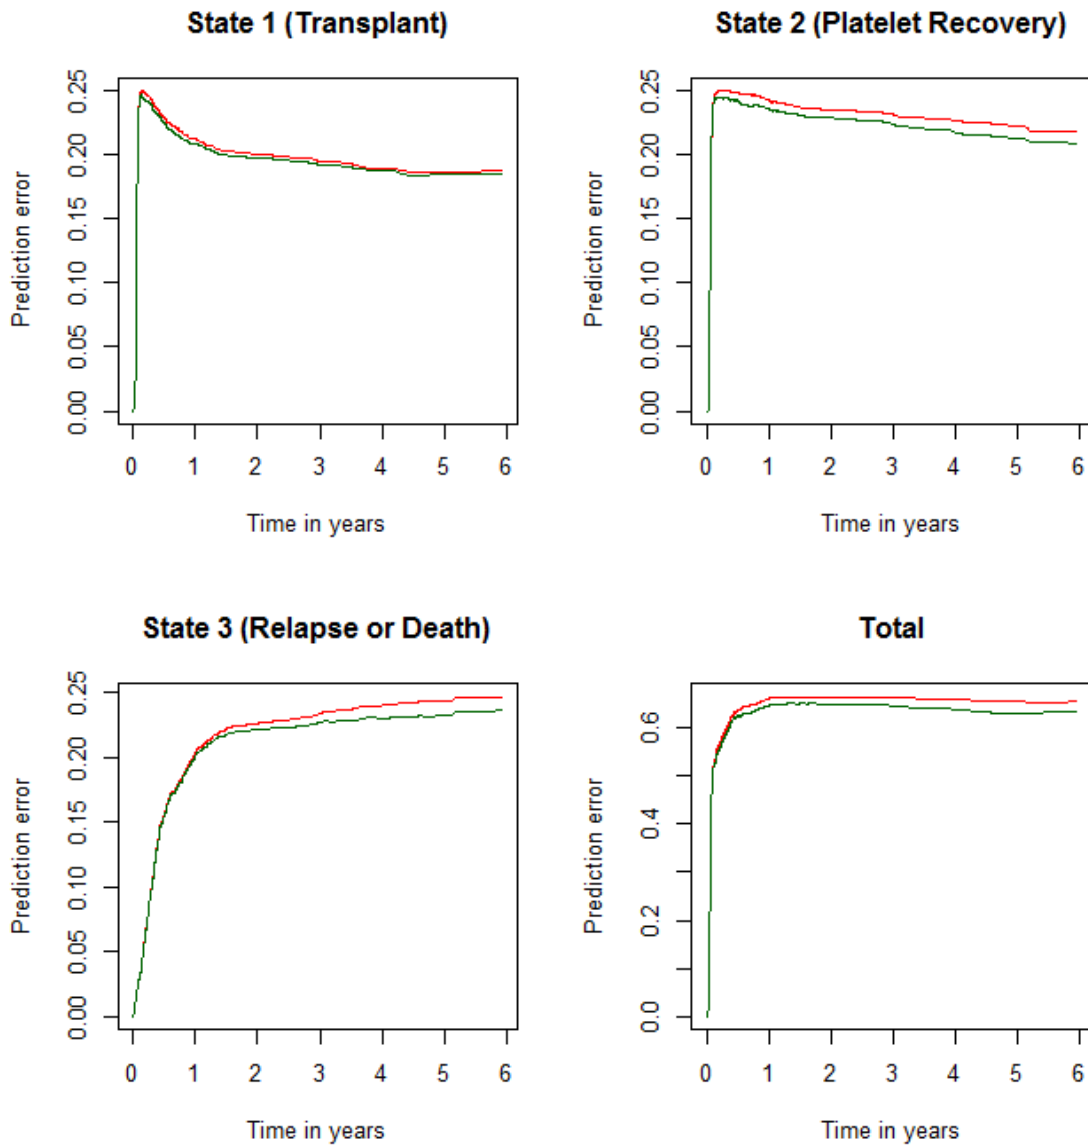 State 1 (Transplant)
Prediction error
0.00 0.05 0.10 0.15 0.20 0.25
0 1 2 3 4 5 6
Time in years
State 2 (Platelet Recovery)
Prediction error
0.00 0.05 0.10 0.15 0.20 0.25
0 1 2 3 4 5 6
Time in years
State 3 (Relapse or Death)
Prediction error
0.00 0.05 0.10 0.15 0.20 0.25
0 1 2 3 4 5 6
Time in years
Total
Prediction error
0.0 0.2 0.4 0.6
0 1 2 3 4 5 6
Time in years